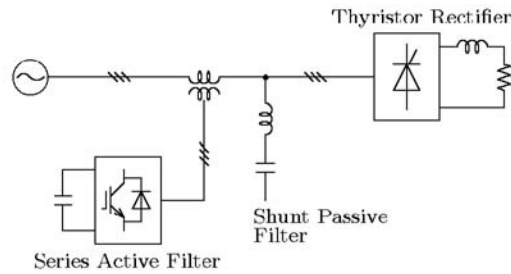 Thyristor Rectifier
Shunt Passive
Filter
Series Active Filter